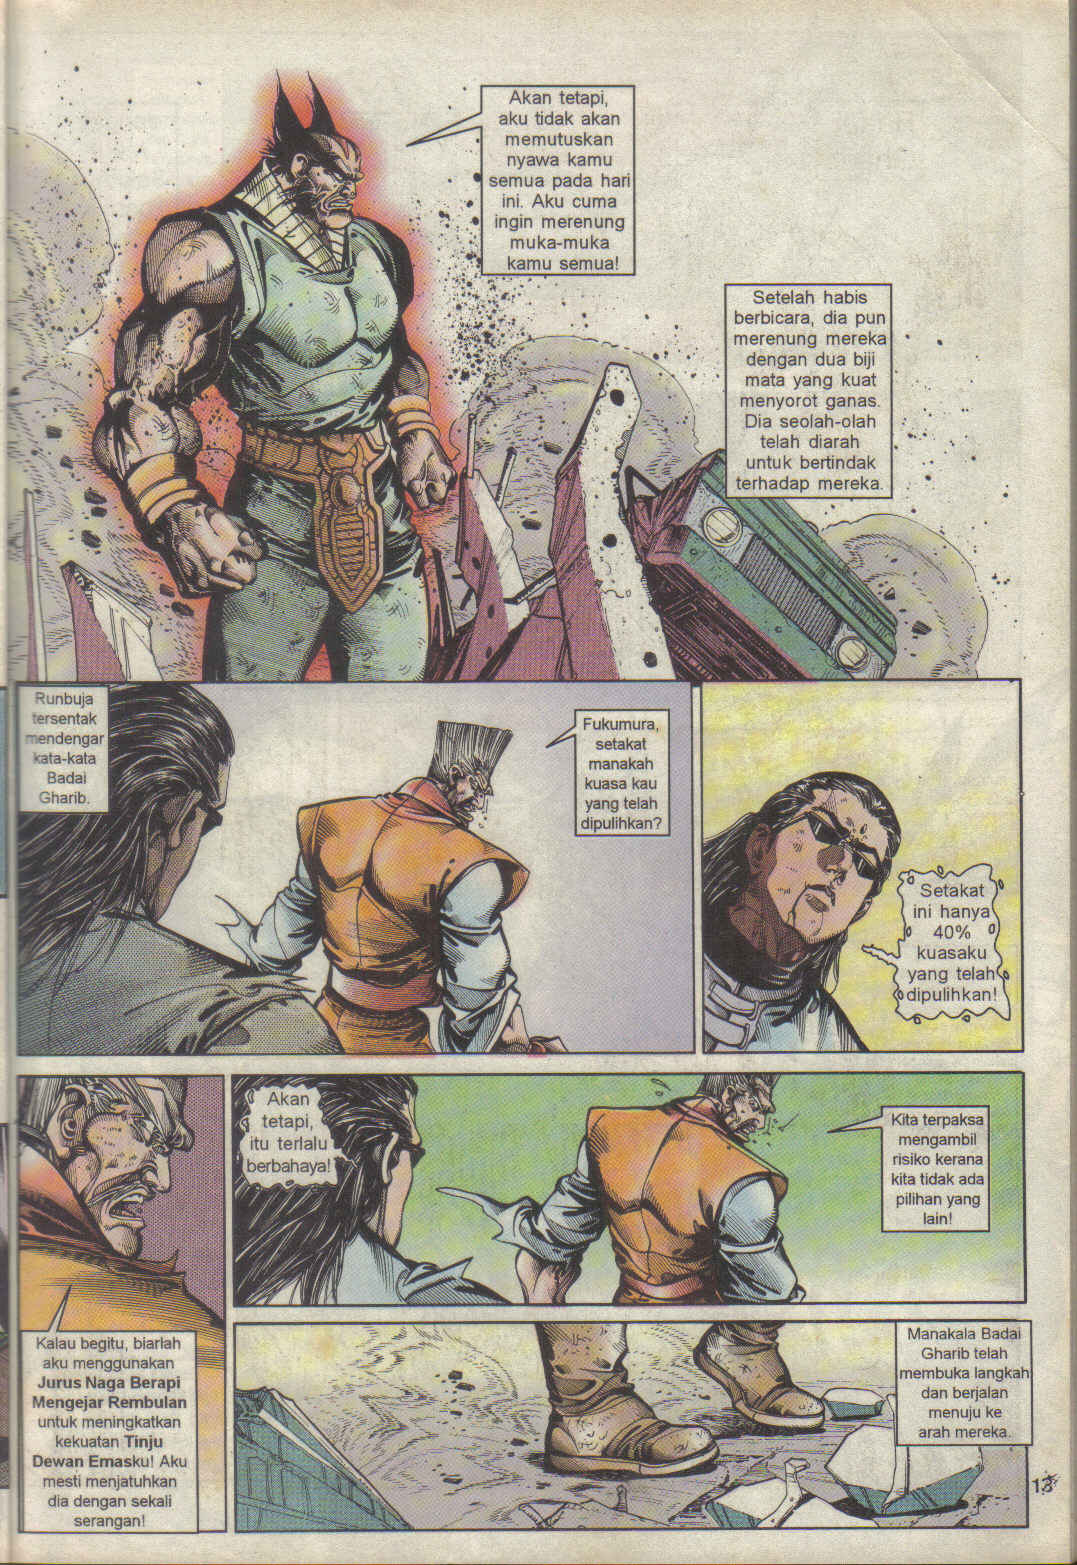 Akan tetapi,
aku tidak akan
memutuskan
nyawa kamu
semua pada hari
ini. Aku cuma
ingin merenung
muka-muka
kamu semua!
Setelah habis
berbicara, dia pun
merenung mereka
dengan dua biji
mata yang kuat
menyorot ganas.
Dia seolah-olah
telah diarah
untuk bertindak
terhadap mereka.
Runbuja
tersentak
mendengar
kata-kata
Badai
Gharib.
Fukumura,
setakat
manakah
kuasa kau
yang telah
dipulihkan?
Setakat
ini hanya
40%
kuasaku
yang telah
dipulihkan!
Kalau begitu, biarlah
aku menggunakan
Jurus Naga Berapi
Mengejar Rembulan
untuk meningkatkan
kekuatan Tinju
Dewan Emasku! Aku
mesti menjatuhkan
dia dengan sekali
serangan!
Akan
tetapi,
itu terlalu
berbahaya!
Kita terpaksa
mengambil
risiko kerana
kita tidak ada
pilihan yang
lain!
Manakala Badai
Gharib telah
membuka langkah
dan berjalan
menuju ke
arah mereka.
13